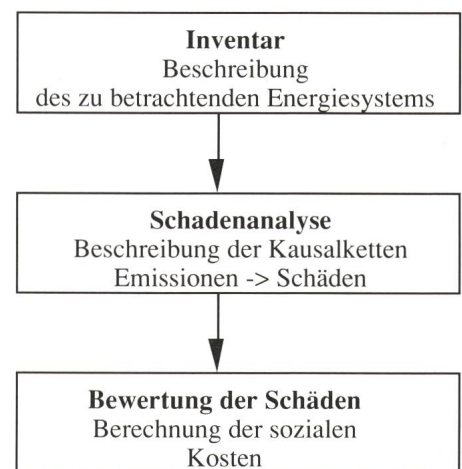 Inventar
Beschreibung
des zu betrachtenden Energiesystems
Schadenanalyse
Beschreibung der Kausalketten
Emissionen -> Schäden
Bewertung der Schäden
Berechnung der sozialen
Kosten